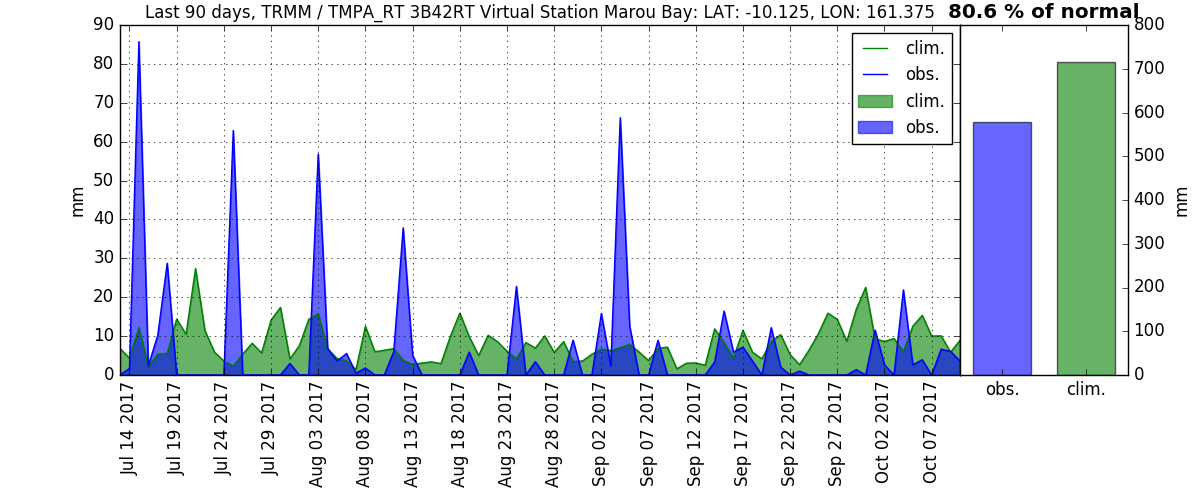 Last 90 days, TRMM / TMPA_RT 3B42RT Virtual Station Marou Bay: LAT: -10.125, LON: 161.375 80.6 % of normal
90
80
70
60
50
40
30
20
10
0
mm
clim.
obs.
clim.
obs.
Jul 14 2017
Jul 19 2017
Jul 24 2017
Jul 29 2017
Aug 03 2017
Aug 08 2017
Aug 13 2017
Aug 18 2017
Aug 23 2017
Aug 28 2017
Sep 02 2017
Sep 07 2017
Sep 12 2017
Sep 17 2017
Sep 22 2017
Sep 27 2017
Oct 02 2017
Oct 07 2017
800
700
600
500
400
300
200
100
0
mm
obs.
clim.